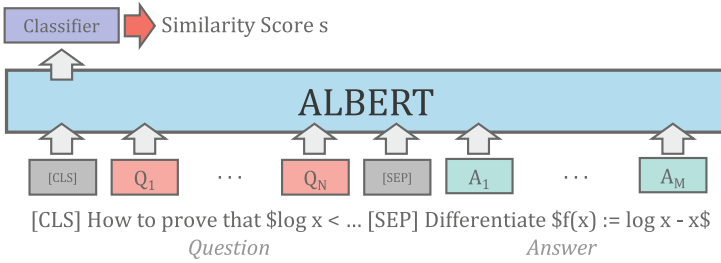 Classifier Similarity Score s
ALBERT
[CLS] Q1 ... QN [SEP] A1 ... AM
[CLS] How to prove that $log x < ... [SEP] Differentiate $f(x) := log x - x$
Question Answer